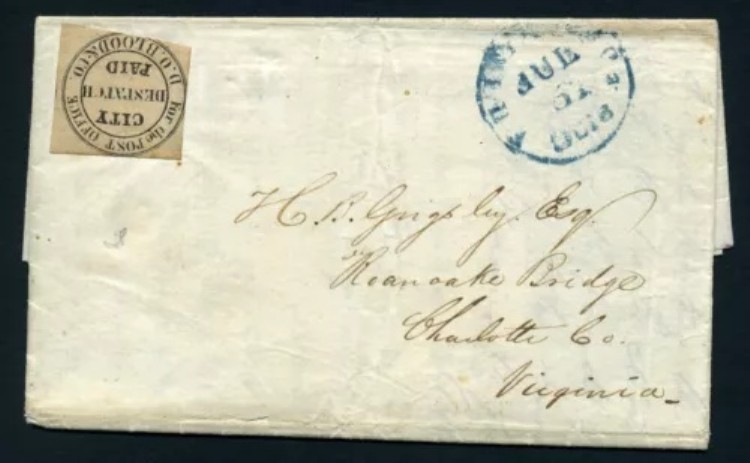 For the POST OFFICE
CITY
DESPATCH
PAID
D.O.BLOOD&CO.
H. B. Grigsby Esq.
Roanoake Bridge
Charlotte Co.
Virginia